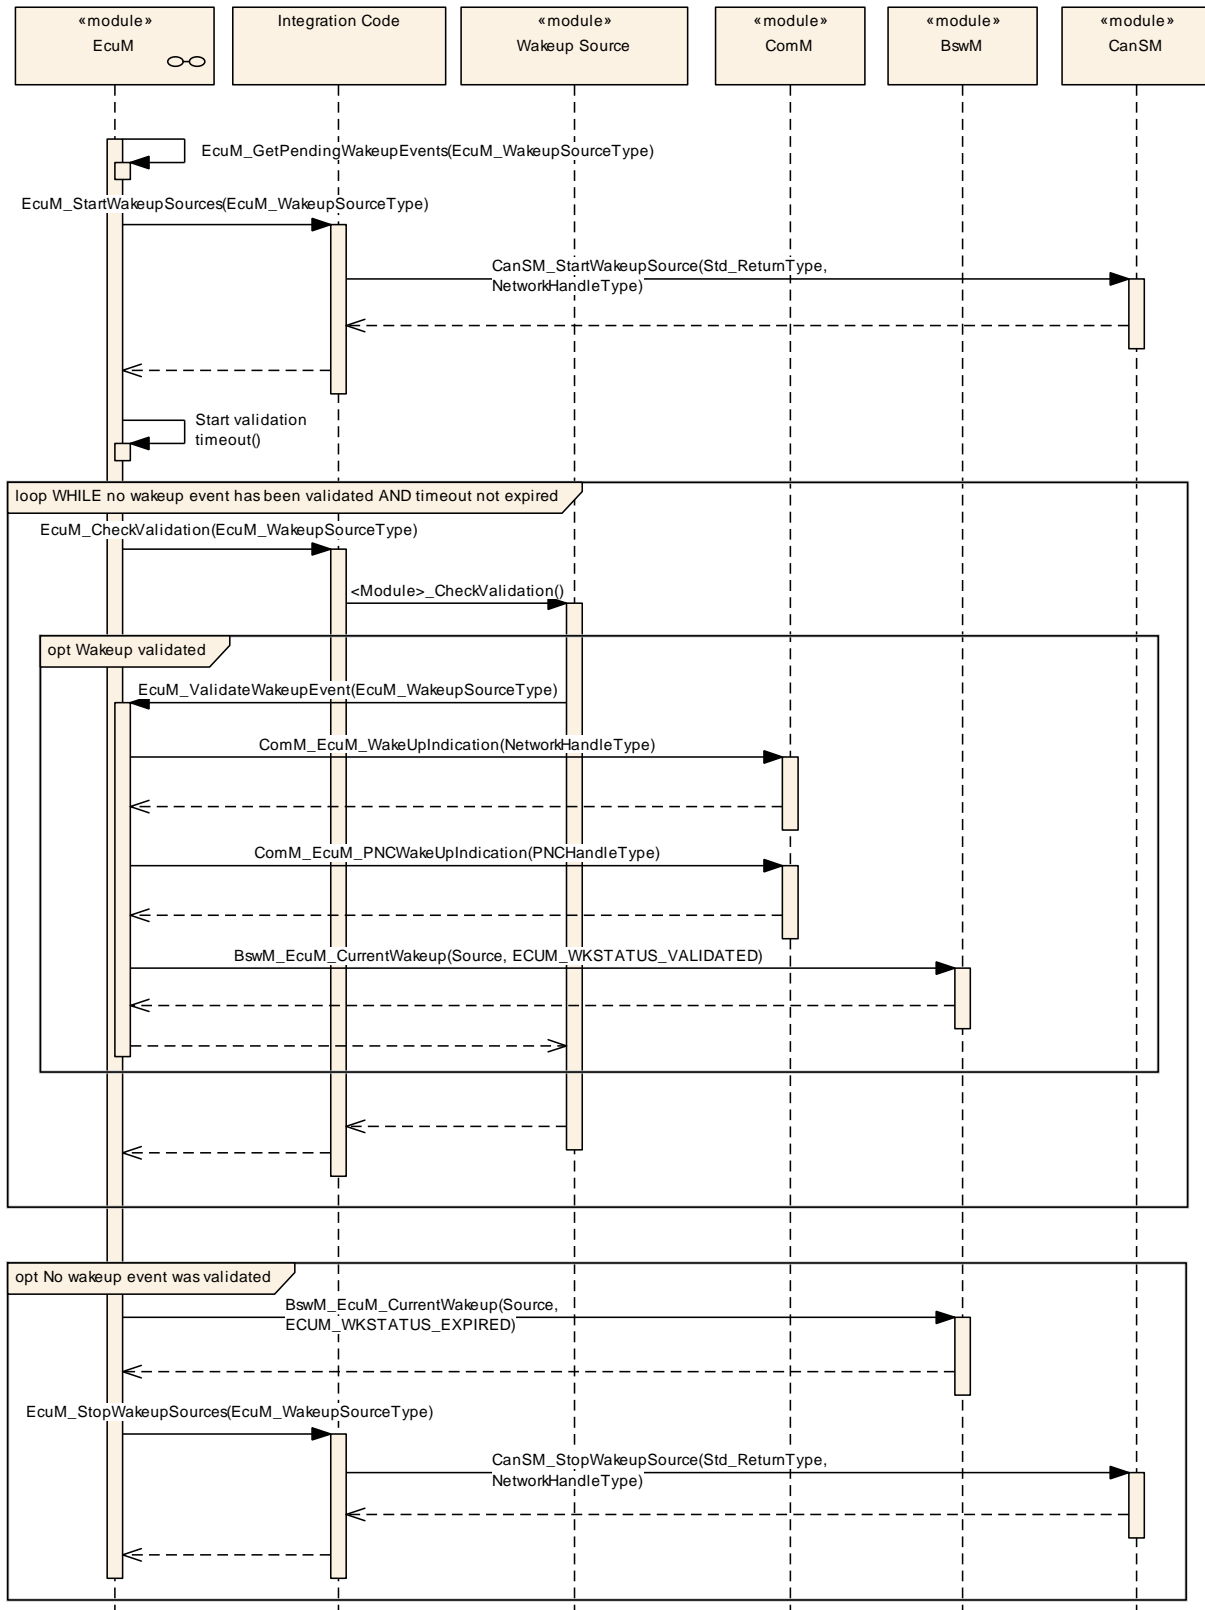 «module»
EcuM
Integration Code
«module»
Wakeup Source
«module»
ComM
«module»
BswM
«module»
CanSM
EcuM_GetPendingWakeupEvents(EcuM_WakeupSourceType)
EcuM_StartWakeupSources(EcuM_WakeupSourceType)
CanSM_StartWakeupSource(Std_ReturnType,
NetworkHandleType)
Start validation
timeout()
loop WHILE no wakeup event has been validated AND timeout not expired
EcuM_CheckValidation(EcuM_WakeupSourceType)
<Module>_CheckValidation()
opt Wakeup validated
EcuM_ValidateWakeupEvent(EcuM_WakeupSourceType)
ComM_EcuM_WakeUpIndication(NetworkHandleType)
ComM_EcuM_PNCWakeUpIndication(PNCHandleType)
BswM_EcuM_CurrentWakeup(Source, ECUM_WKSTATUS_VALIDATED)
opt No wakeup event was validated
BswM_EcuM_CurrentWakeup(Source,
ECUM_WKSTATUS_EXPIRED)
EcuM_StopWakeupSources(EcuM_WakeupSourceType)
CanSM_StopWakeupSource(Std_ReturnType,
NetworkHandleType)